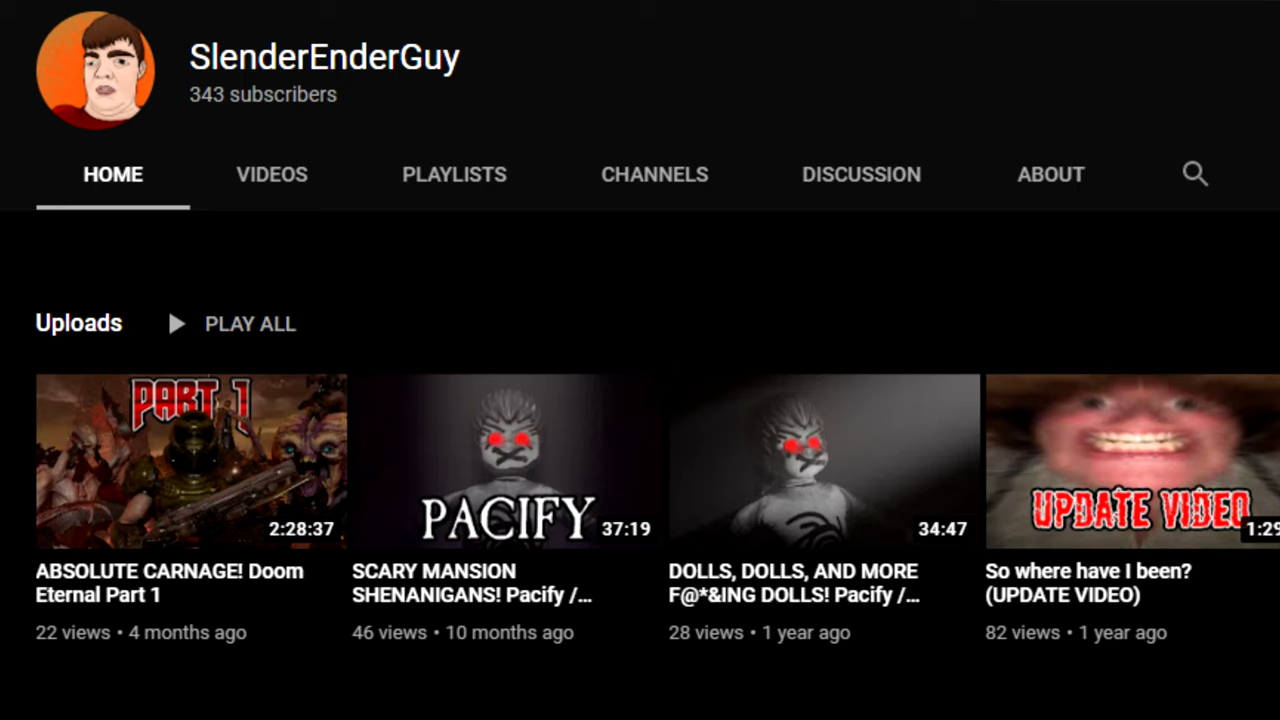 SlenderEnderGuy
343 subscribers
HOME VIDEOS PLAYLISTS CHANNELS DISCUSSION ABOUT
Uploads PLAY ALL
PART 1
2:28:37
PACIFY 37:19
34:47
UPDATE VIDEO
1:29
ABSOLUTE CARNAGE! Doom
Eternal Part 1
22 views • 4 months ago
SCARY MANSION
SHENANIGANS! Pacify /...
46 views • 10 months ago
DOLLS, DOLLS, AND MORE
F@*&ING DOLLS! Pacify /...
28 views • 1 year ago
So where have I been?
(UPDATE VIDEO)
82 views • 1 year ago